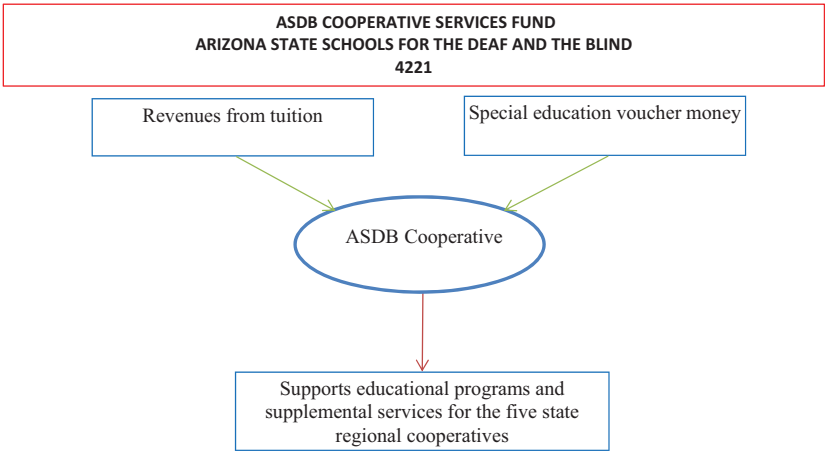 ASDB COOPERATIVE SERVICES FUND
ARIZONA STATE SCHOOLS FOR THE DEAF AND THE BLIND
4221
Revenues from tuition
Special education voucher money
ASDB Cooperative
Supports educational programs and
supplemental services for the five state
regional cooperatives